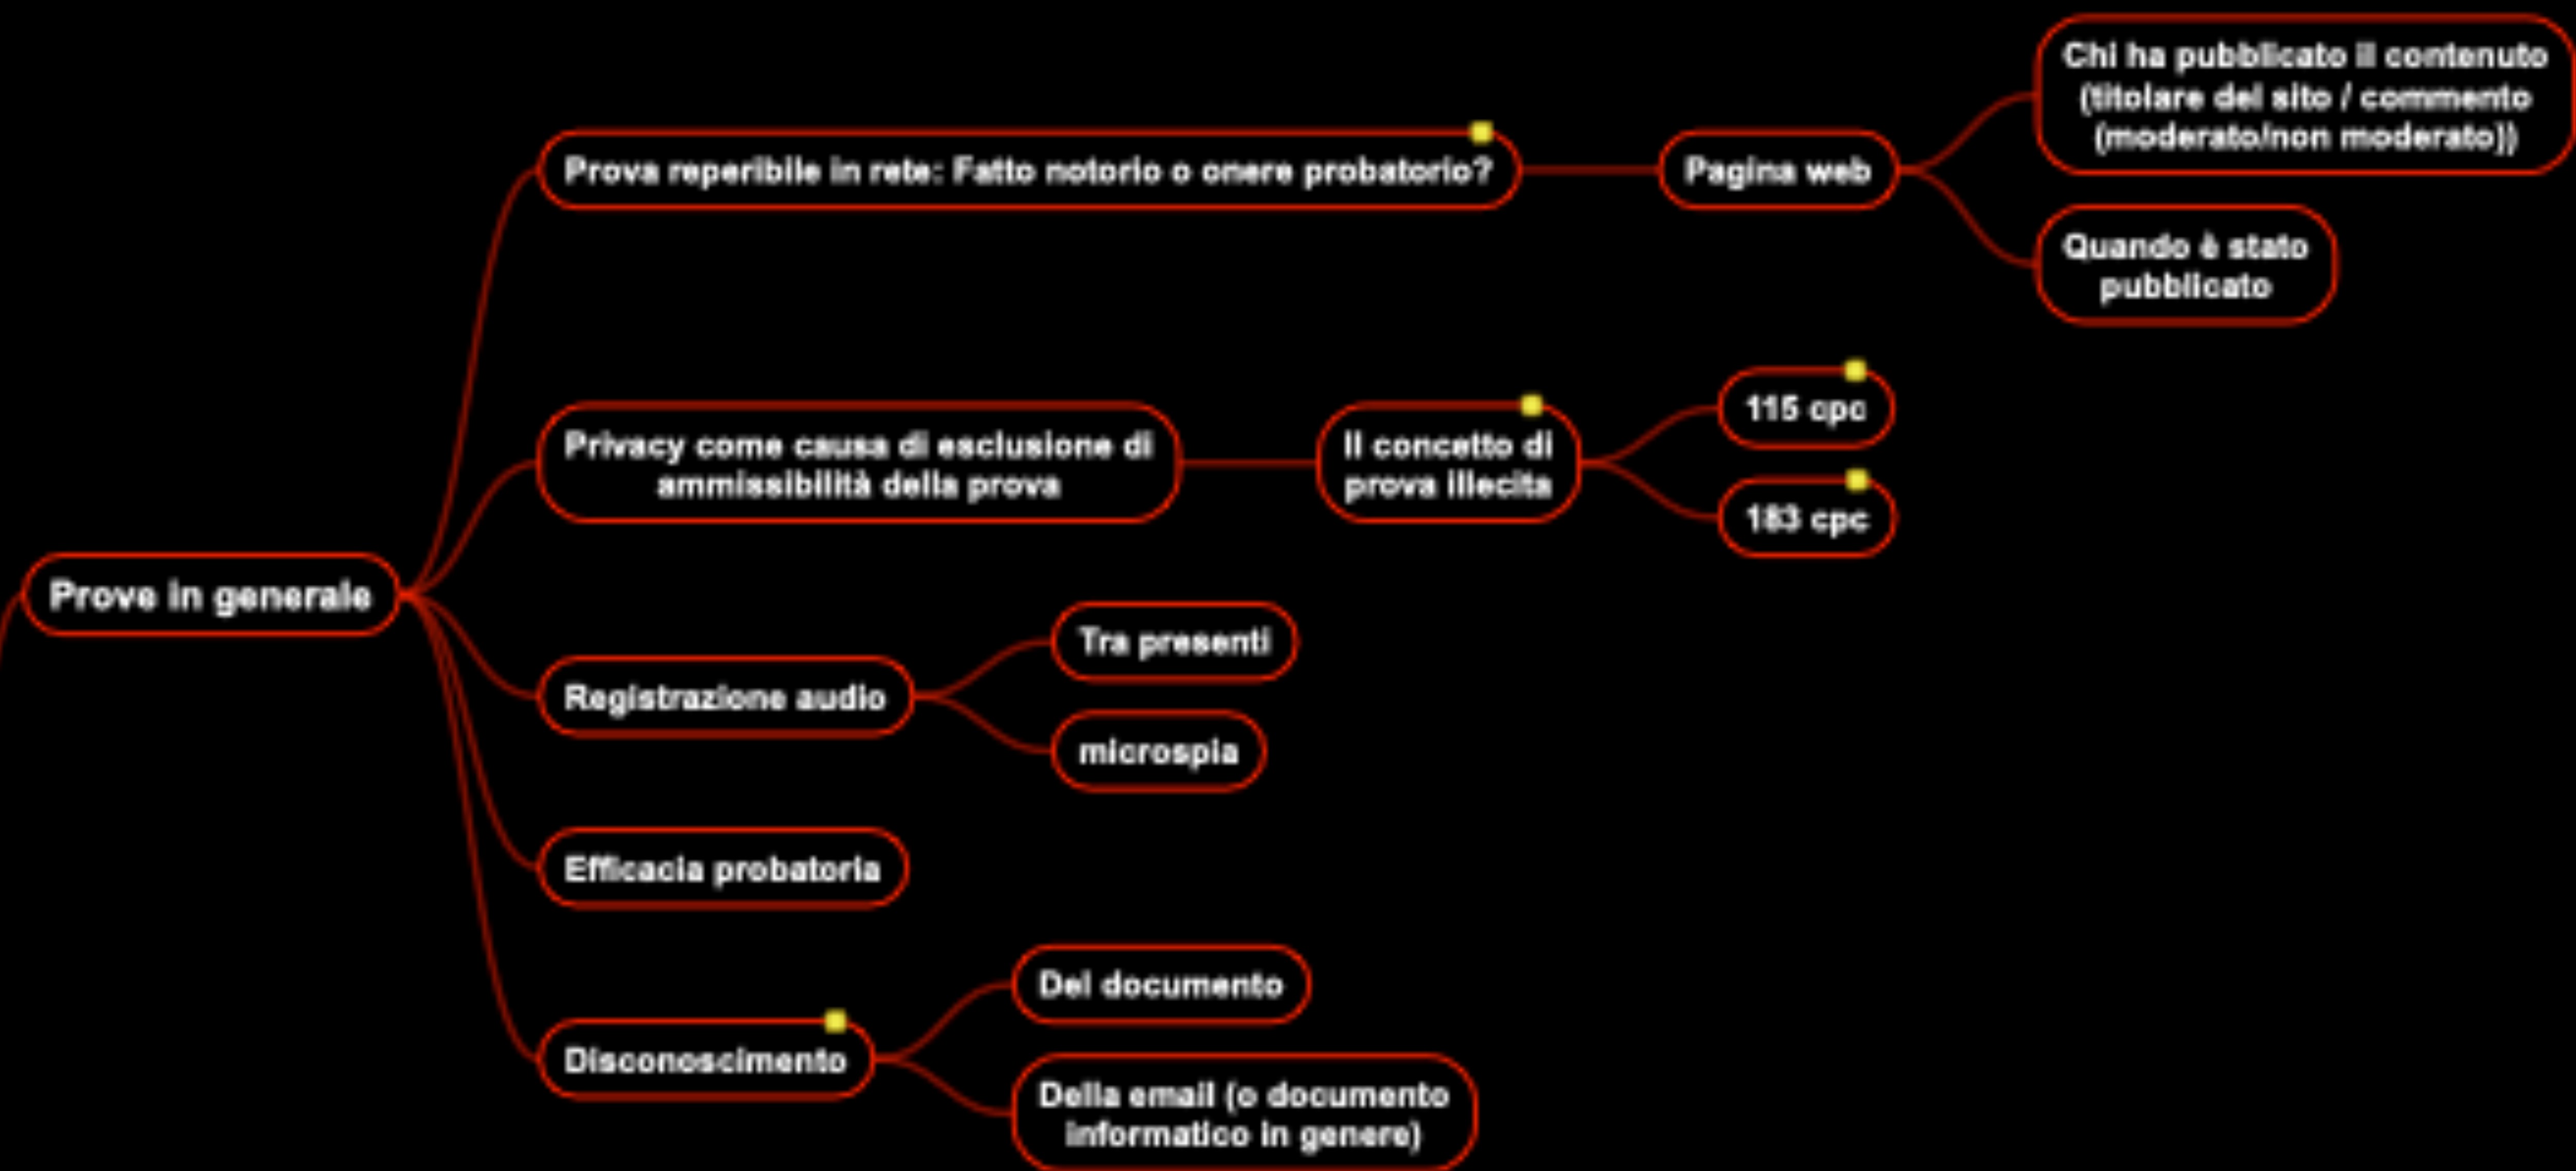 Prove in generale
Prova reperibile in rete: Fatto notorio o onere probatorio?
Pagina web
Chi ha pubblicato il contenuto
(titolare del sito / commento
(moderato/non moderato))
Quando è stato
pubblicato
Privacy come causa di esclusione di
ammissibilità della prova
Il concetto di
prova illecita
115 cpc
183 cpc
Registrazione audio
Tra presenti
microspia
Efficacia probatoria
Disconoscimento
Del documento
Della email (o documento
informatico in genere)